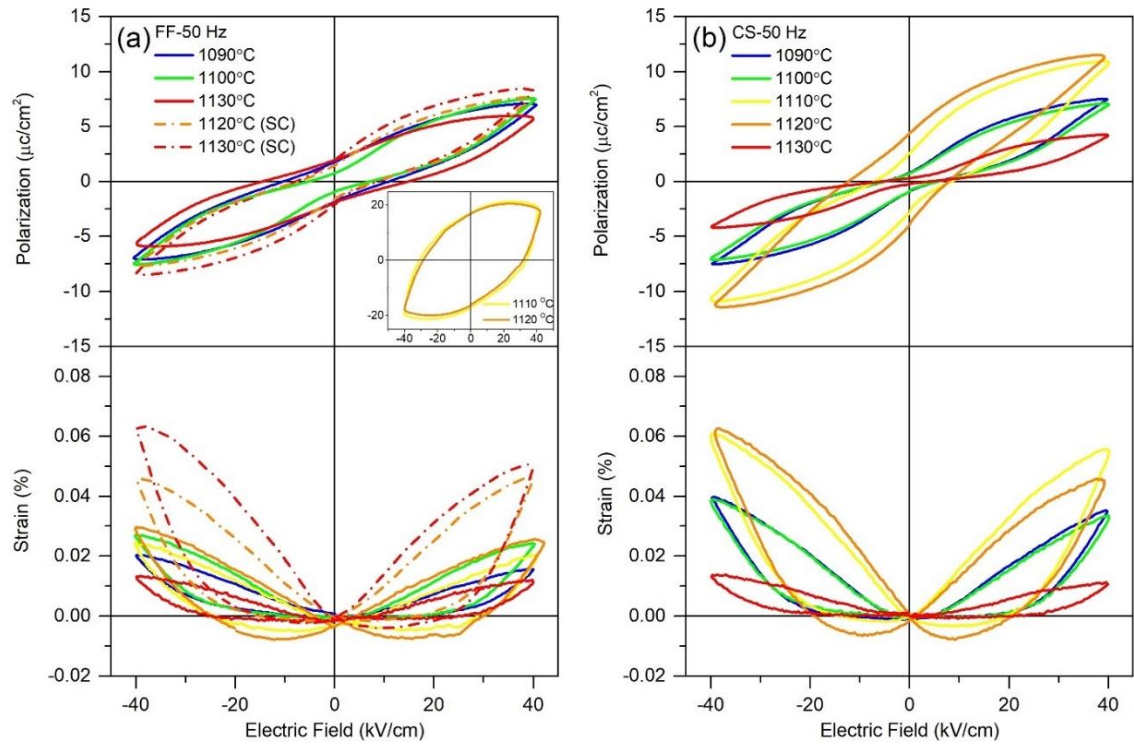 (a) FF-50 Hz
1090°C
1100°C
1130°C
1120°C (SC)
1130°C (SC)
15
10
5
0
-5
-10
-15
Polarization (µc/cm²)
20
0
-20
-40 -20 0 20 40
1110 °C
1120 °C
0.08
0.06
0.04
0.02
0.00
-0.02
Strain (%)
-40 -20 0 20 40
Electric Field (kV/cm)
(b) CS-50 Hz
1090°C
1100°C
1110°C
1120°C
1130°C
15
10
5
0
-5
-10
-15
Polarization (µc/cm²)
0.08
0.06
0.04
0.02
0.00
-0.02
Strain (%)
-40 -20 0 20 40
Electric Field (kV/cm)